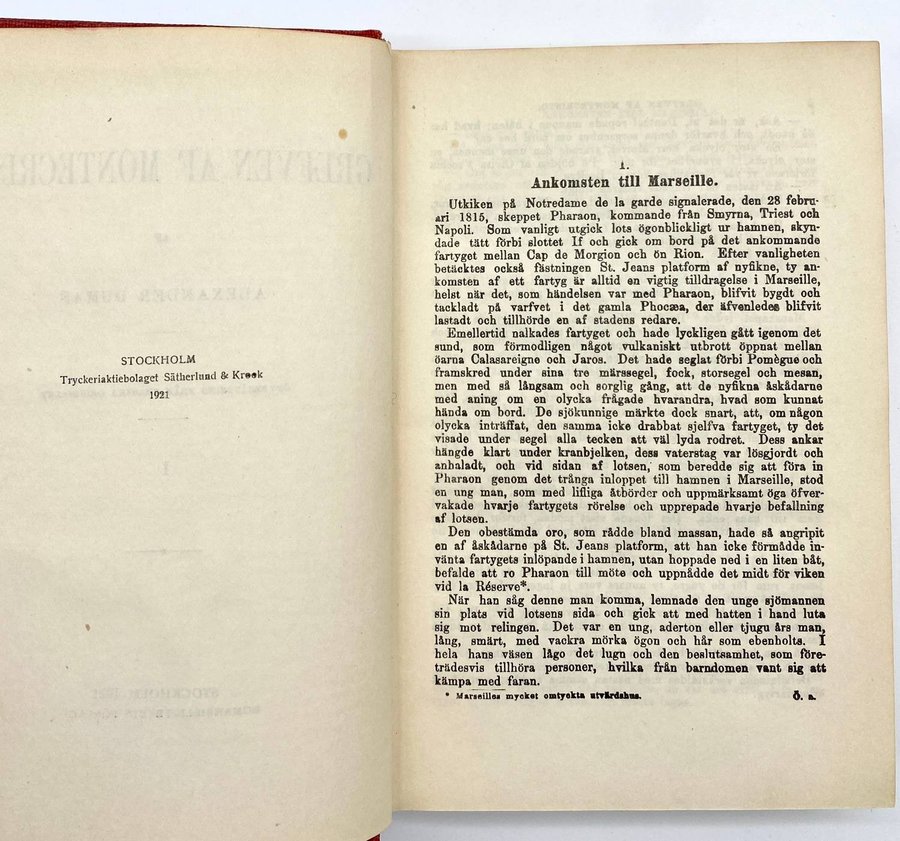 STOCKHOLM
Tryckeriaktiebolaget Sätherlund & Krook
1921
1.
Ankomsten till Marseille.
Utkiken på Notredame de la garde signalerade, den 28 febru-
ari 1815, skeppet Pharaon, kommande från Smyrna, Triest och
Napoli. Som vanligt utgick lots ögonblickligt ur hamnen, skyn-
dade tätt förbi slottet If och gick om bord på det ankommande
fartyget mellan Cap de Morgion och ön Rion. Efter vanligheten
betäcktes också fästningen St. Jeans platform af nyfikne, ty an-
komsten af ett fartyg är alltid en vigtig tilldragelse i Marseille,
helst när det, som händelsen var med Pharaon, blifvit bygdt och
tackladt på varfvet i det gamla Phocæa, der äfvenledes blifvit
lastadt och tillhörde en af stadens redare.
Emellertid nalkades fartyget och hade lyckligen gått igenom det
sund, som förmodligen något vulkaniskt utbrott öppnat mellan
öarna Calasareigne och Jaros. Det hade seglat förbi Pomègue och
framskred under sina tre märssegel, fock, storsegel och mesan,
men med så långsam och sorglig gång, att de nyfikna åskådarne
med aning om en olycka frågade hvarandra, hvad som kunnat
hända om bord. De sjökunnige märkte dock snart, att, om någon
olycka inträffat, den samma icke drabbat sjelfva fartyget, ty det
visade under segel alla tecken att väl lyda rodret. Dess ankar
hängde klart under kranbjelken, dess vaterstag var lösgjordt och
anhaladt, och vid sidan af lotsen, som beredde sig att föra in
Pharaon genom det trånga inloppet till hamnen i Marseille, stod
en ung man, som med lifliga åtbörder och uppmärksamt öga öfver-
vakade hvarje fartygets rörelse och upprepade hvarje befallning
af lotsen.
Den obestämda oro, som rådde bland massan, hade så angripit
en af åskådarne på St. Jeans platform, att han icke förmådde in-
vänta fartygets inlöpande i hamnen, utan hoppade ned i en liten båt,
befalde att ro Pharaon till möte och uppnådde det midt för viken
vid la Réserve*.
När han såg denne man komma, lemnade den unge sjömannen
sin plats vid lotsens sida och gick att med hatten i hand luta
sig mot relingen. Det var en ung, aderton eller tjugu års man,
lång, smärt, med vackra mörka ögon och hår som ebenholts. I
hela hans väsen lågo det lugn och den beslutsamhet, som före-
trädesvis tillhöra personer, hvilka från barndomen vant sig att
kämpa med faran.
* Marseilles mycket omtyckta utvärdshus. Ö. a.